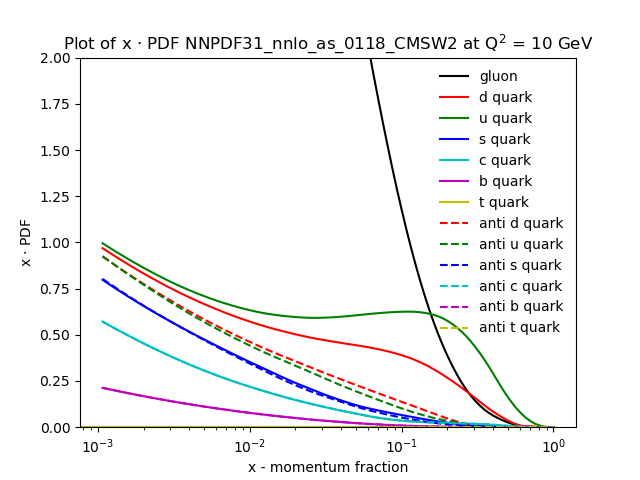 Plot of x · PDF NNPDF31_nnlo_as_0118_CMSW2 at Q² = 10 GeV
2.00
1.75
1.50
1.25
1.00
0.75
0.50
0.25
0.00
x · PDF
gluon
d quark
u quark
s quark
c quark
b quark
t quark
anti d quark
anti u quark
anti s quark
anti c quark
anti b quark
anti t quark
10⁻³ 10⁻² 10⁻¹ 10⁰
x - momentum fraction